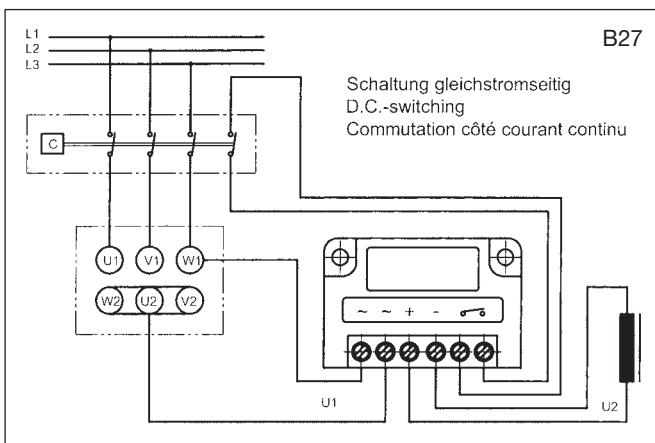 B27
L1
L2
L3
Schaltung gleichstromseitig
D.C.-switching
Commutation côté courant continu
C
U1 V1 W1
W2 U2 V2
~ ~ + -
U1
U2